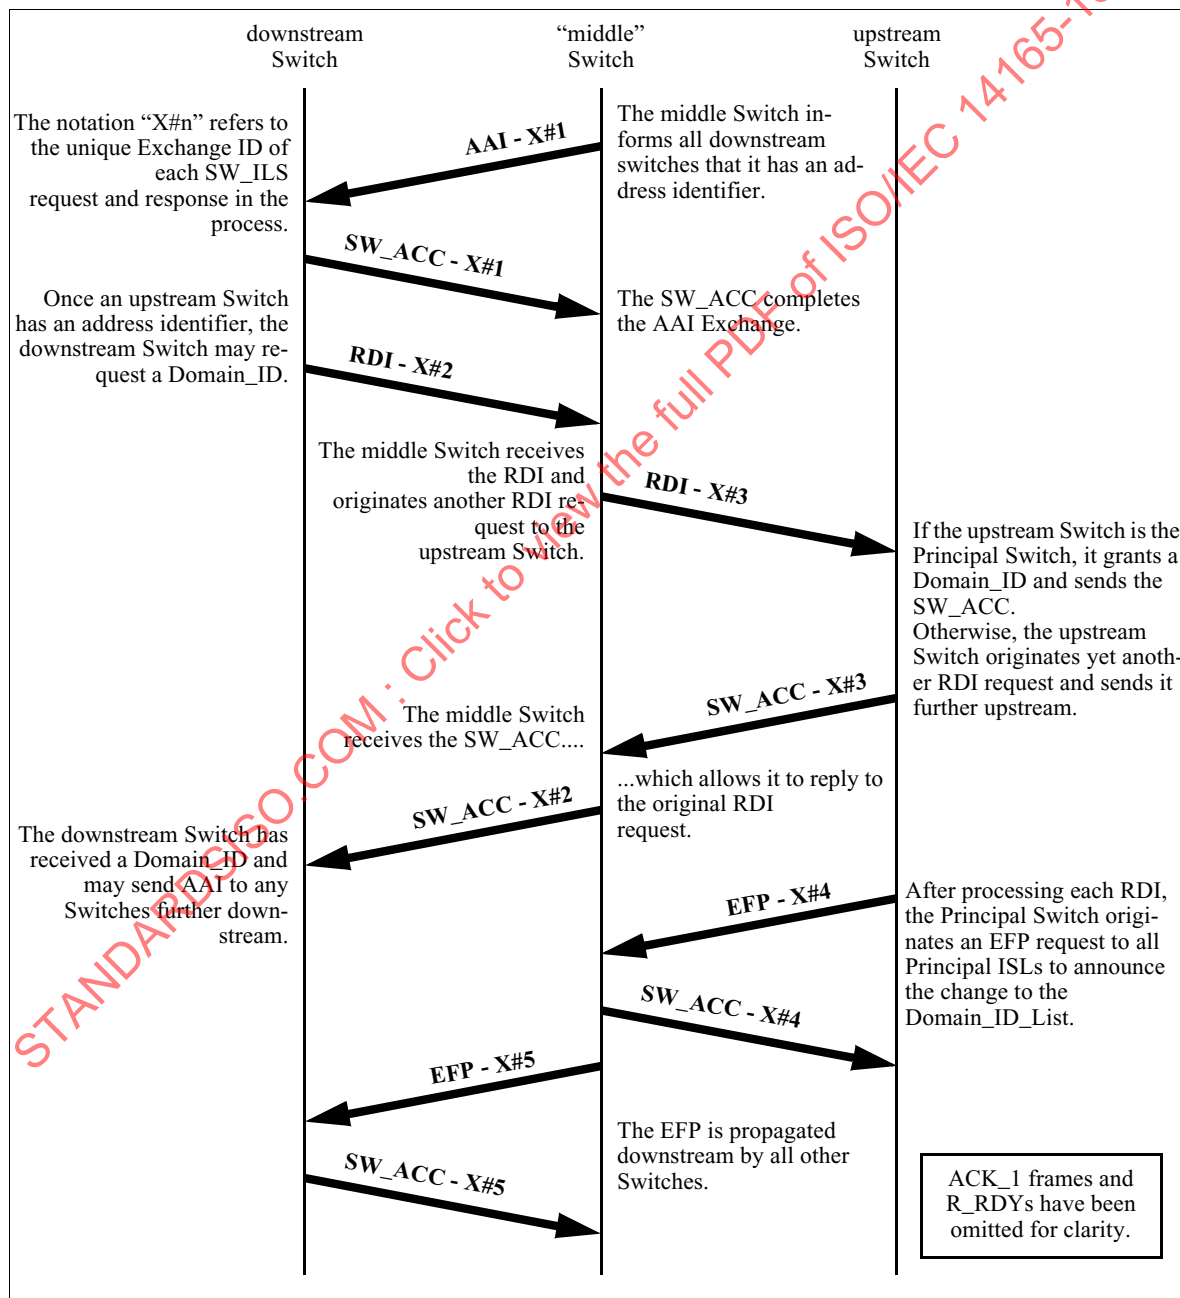 downstream
Switch
“middle”
Switch
upstream
Switch
The notation “X#n” refers to
the unique Exchange ID of
each SW_ILS
request and response in the
process.
AAI - X#1
The middle Switch in-
forms all downstream
switches that it has an ad-
dress identifier.
SW_ACC - X#1
Once an upstream Switch
has an address identifier, the
downstream Switch may re-
quest a Domain_ID.
The SW_ACC completes
the AAI Exchange.
RDI - X#2
The middle Switch receives
the RDI and
originates another RDI re-
quest to the
upstream Switch.
RDI - X#3
If the upstream Switch is the
Principal Switch, it grants a
Domain_ID and sends the
SW_ACC.
Otherwise, the upstream
Switch originates yet anoth-
er RDI request and sends it
further upstream.
SW_ACC - X#3
The middle Switch
receives the SW_ACC....
...which allows it to reply to
the original RDI
request.
SW_ACC - X#2
The downstream Switch has
received a Domain_ID and
may send AAI to any
Switches further down-
stream.
EFP - X#4
After processing each RDI,
the Principal Switch origi-
nates an EFP request to all
Principal ISLs to announce
the change to the
Domain_ID_List.
SW_ACC - X#4
EFP - X#5
The EFP is propagated
downstream by all other
Switches.
SW_ACC - X#5
ACK_1 frames and
R_RDYs have been
omitted for clarity.
STANDARDSISO.COM : Click to view the full PDF of ISO/IEC 14165-1